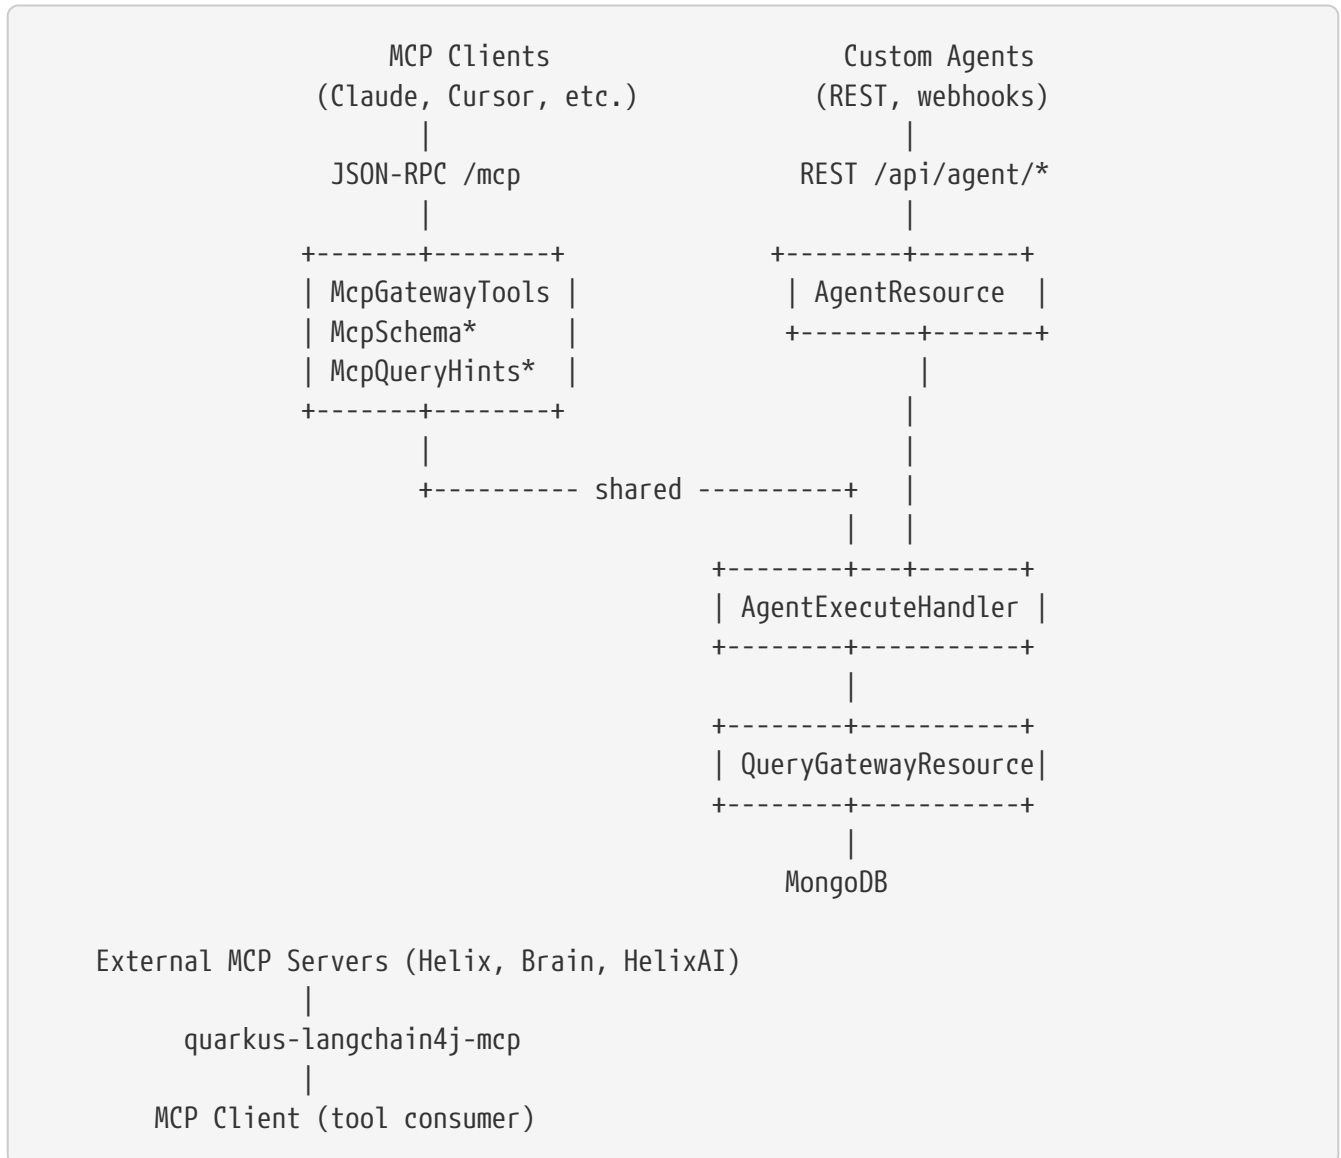 MCP Clients                    Custom Agents
(Claude, Cursor, etc.)            (REST, webhooks)
|                                |
JSON-RPC /mcp                   REST /api/agent/*
|                                |
+-------+--------+              +--------+-------+
| McpGatewayTools |              | AgentResource  |
| McpSchema*      |              +--------+-------+
| McpQueryHints*  |                       |
+-------+--------+                       |
|                                |
+---------- shared ----------+   |
|   |
+--------+---+-------+
| AgentExecuteHandler |
+--------+-----------+
|
+--------+-----------+
| QueryGatewayResource|
+--------+-----------+
|
MongoDB
External MCP Servers (Helix, Brain, HelixAI)
|
quarkus-langchain4j-mcp
|
MCP Client (tool consumer)